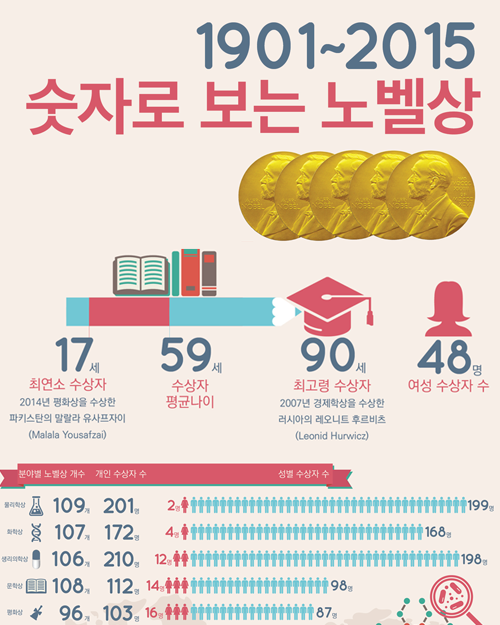 1901~2015
숫자로 보는 노벨상
17세 59세 90세 48명
최연소 수상자 수상자 평균나이 최고령 수상자 여성 수상자 수
2014년 평화상을 수상한
파키스탄의 말랄라 유사프자이
(Malala Yousafzai)
2007년 경제학상을 수상한
러시아의 레오니트 후르비츠
(Leonid Hurwicz)
분야별 노벨상 개수 개인 수상자 수 성별 수상자 수
물리학상 109개 201명 2명 199명
화학상 107개 172명 4명 168명
생리의학상 106개 210명 12명 198명
문학상 108개 112명 14명 98명
평화상 96개 103명 16명 87명